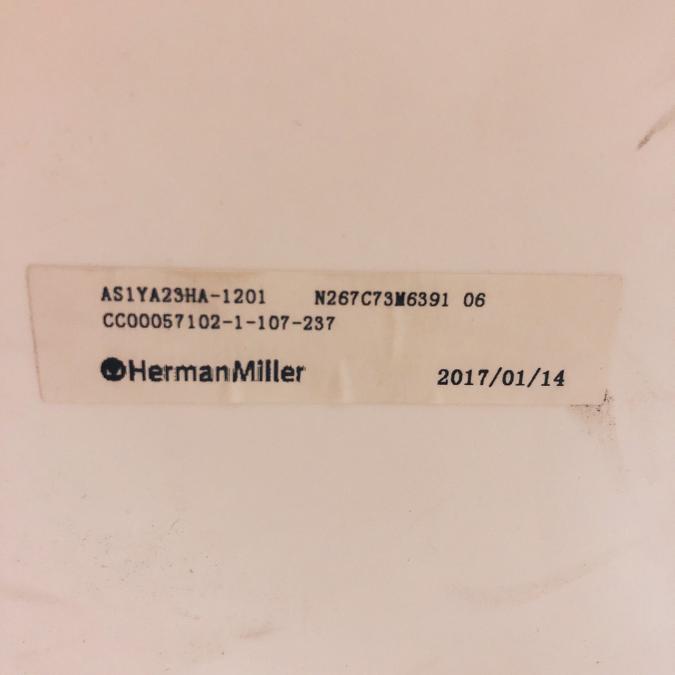 AS1YA23HA-1201 N267C73M6391 06
CC00057102-1-107-237
HermanMiller 2017/01/14